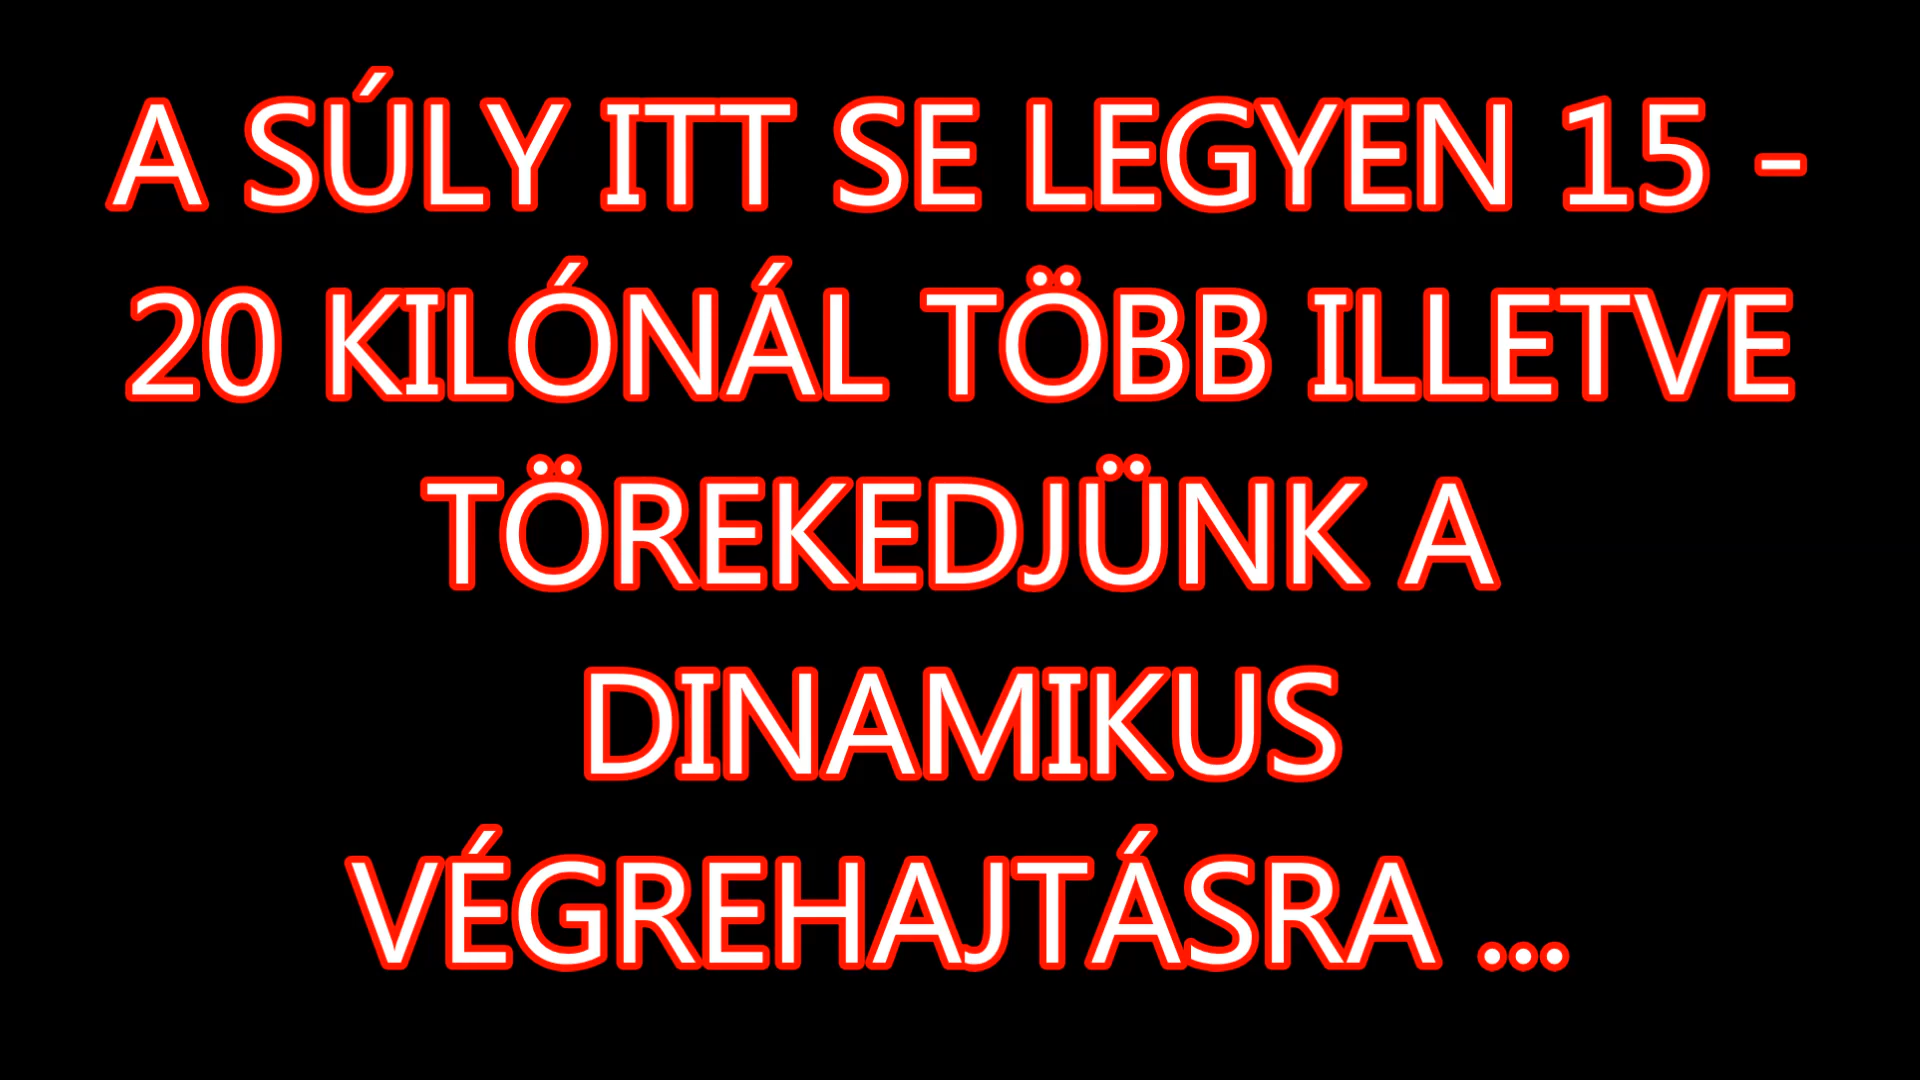 A SÚLY ITT SE LEGYEN 15 -
20 KILÓNÁL TÖBB ILLETVE
TÖREKEDJÜNK A
DINAMIKUS
VÉGREHAJTÁSRA ...